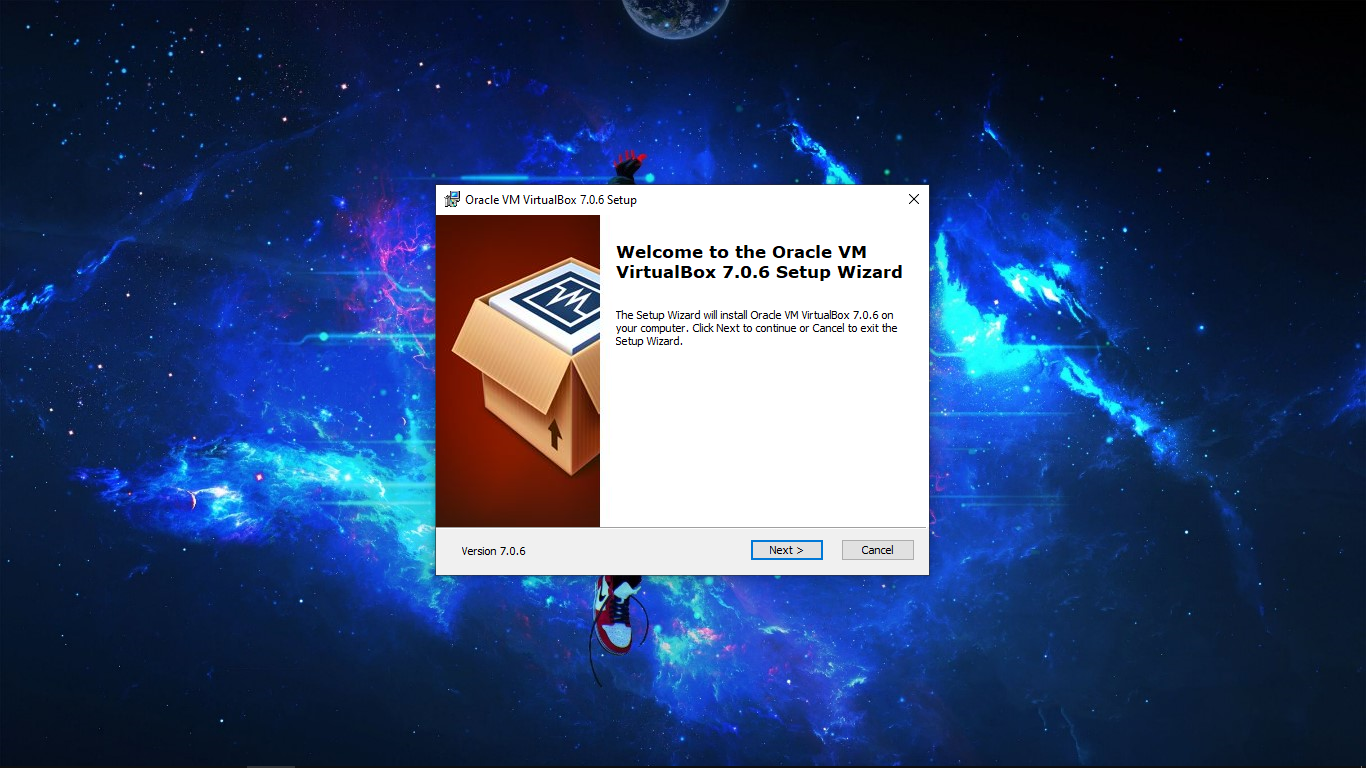 Oracle VM VirtualBox 7.0.6 Setup
Welcome to the Oracle VM
VirtualBox 7.0.6 Setup Wizard
The Setup Wizard will install Oracle VM VirtualBox 7.0.6 on
your computer. Click Next to continue or Cancel to exit the
Setup Wizard.
Version 7.0.6
Next >
Cancel